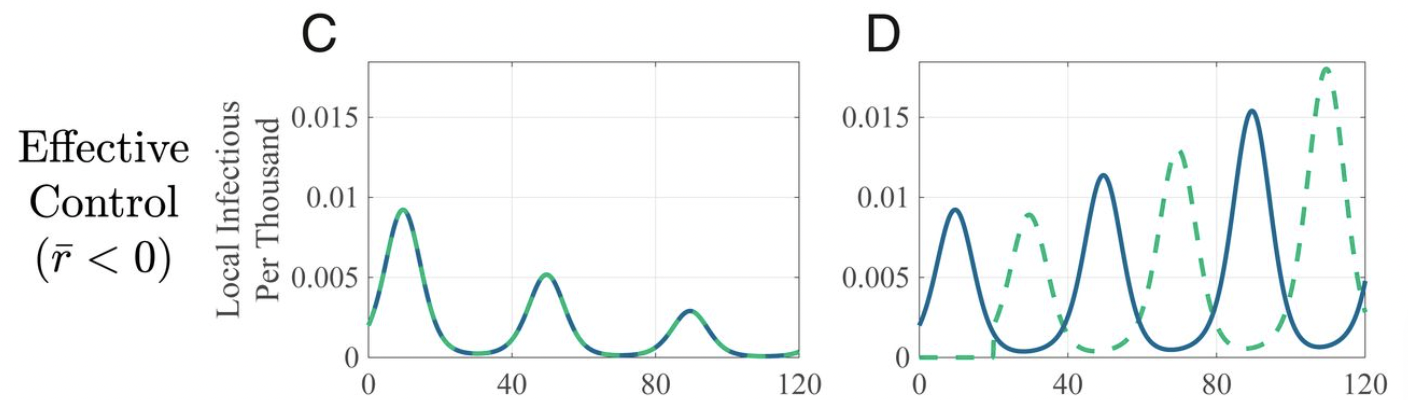 C
D
Effective
Control
(r̄ < 0)
Local Infectious
Per Thousand
0.015
0.01
0.005
0
0
40
80
120
0.015
0.01
0.005
0
0
40
80
120